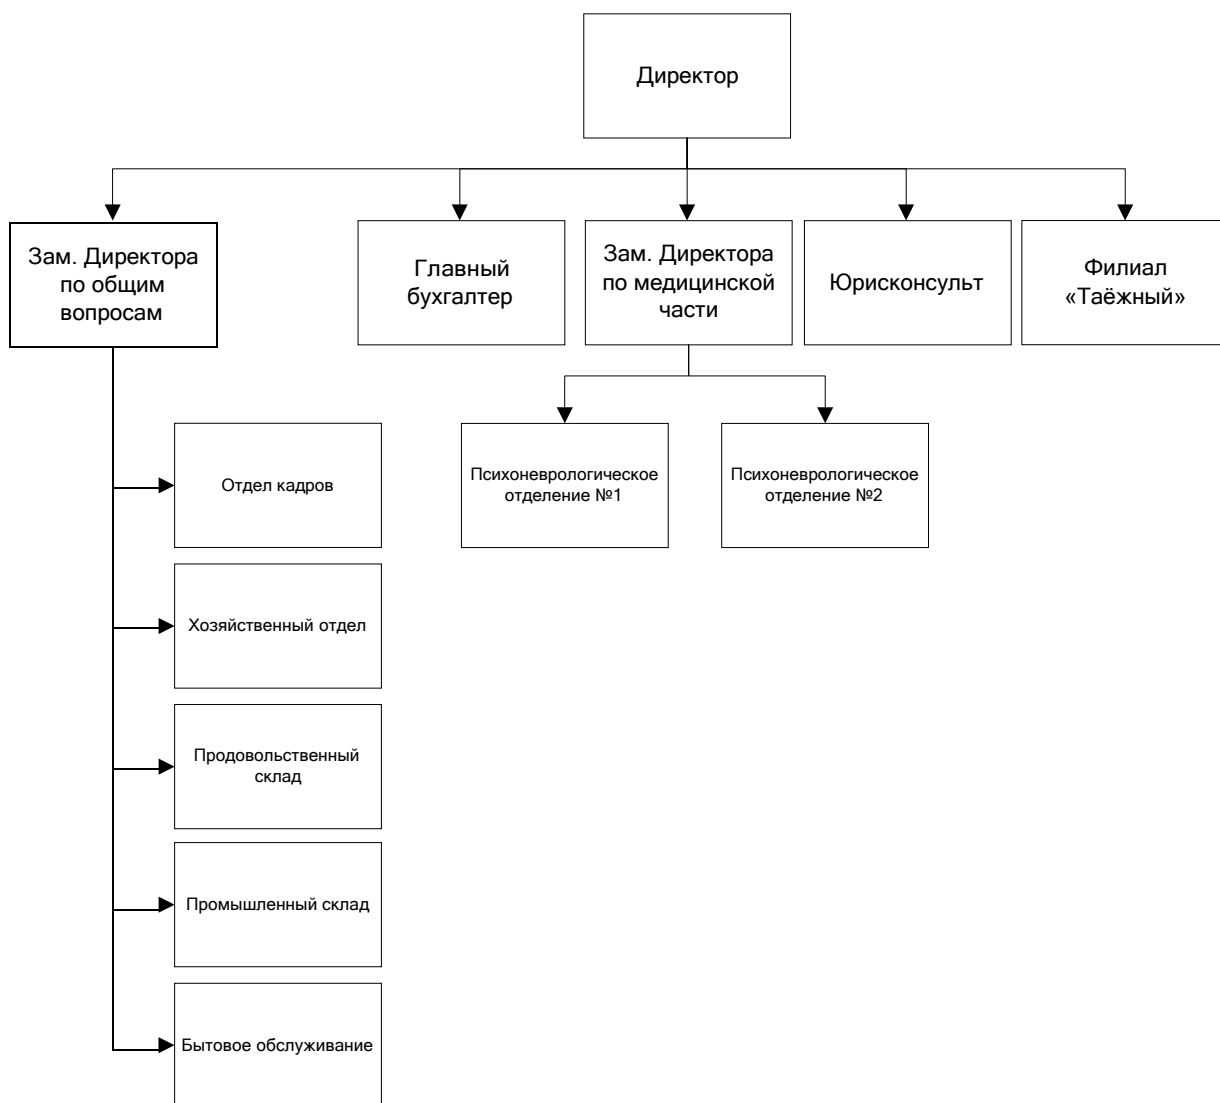 Директор
Зам. Директора
по общим
вопросам
Главный
бухгалтер
Зам. Директора
по медицинской
части
Юрисконсульт
Филиал
«Таёжный»
Психоневрологическое
отделение №1
Психоневрологическое
отделение №2
Отдел кадров
Хозяйственный отдел
Продовольственный
склад
Промышленный склад
Бытовое обслуживание